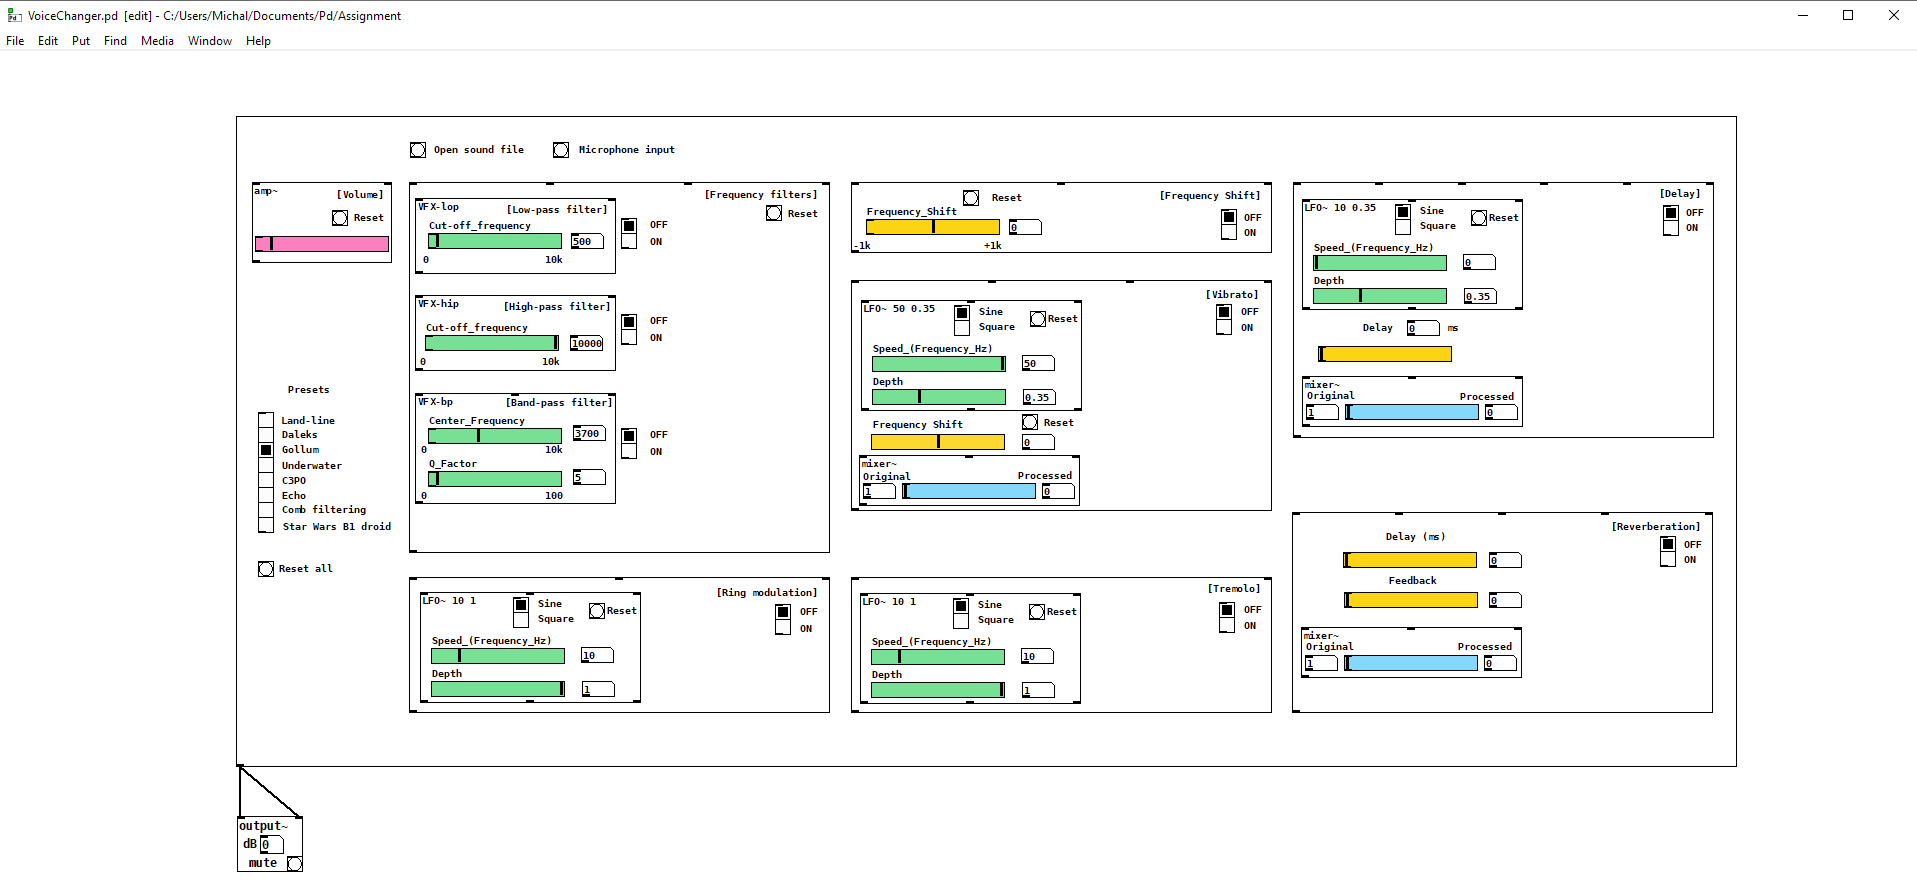 VoiceChanger.pd [edit] - C:/Users/Michal/Documents/Pd/Assignment
File Edit Put Find Media Window Help
Open sound file
Microphone input
amp~
[Volume]
Reset
Presets
Land-line
Daleks
Gollum
Underwater
C3PO
Echo
Comb filtering
Star Wars B1 droid
Reset all
[Frequency filters]
Reset
VFX-lop
[Low-pass filter]
Cut-off_frequency
500
0 10k
OFF
ON
VFX-hip
[High-pass filter]
Cut-off_frequency
10000
0 10k
OFF
ON
VFX-bp
[Band-pass filter]
Center_Frequency
3700
0 10k
Q_Factor
5
0 100
OFF
ON
[Ring modulation]
LFO~ 10 1
Sine
Square
Reset
OFF
ON
Speed_(Frequency_Hz)
10
Depth
1
[Frequency Shift]
Reset
Frequency_Shift
0
-1k +1k
OFF
ON
[Vibrato]
LFO~ 50 0.35
Sine
Square
Reset
OFF
ON
Speed_(Frequency_Hz)
50
Depth
0.35
Frequency Shift
Reset
0
mixer~
Original Processed
1 0
[Tremolo]
LFO~ 10 1
Sine
Square
Reset
OFF
ON
Speed_(Frequency_Hz)
10
Depth
1
[Delay]
LFO~ 10 0.35
Sine
Square
Reset
OFF
ON
Speed_(Frequency_Hz)
0
Depth
0.35
Delay 0 ms
mixer~
Original Processed
1 0
[Reverberation]
Delay (ms)
0
OFF
ON
Feedback
0
mixer~
Original Processed
1 0
output~
dB 0
mute